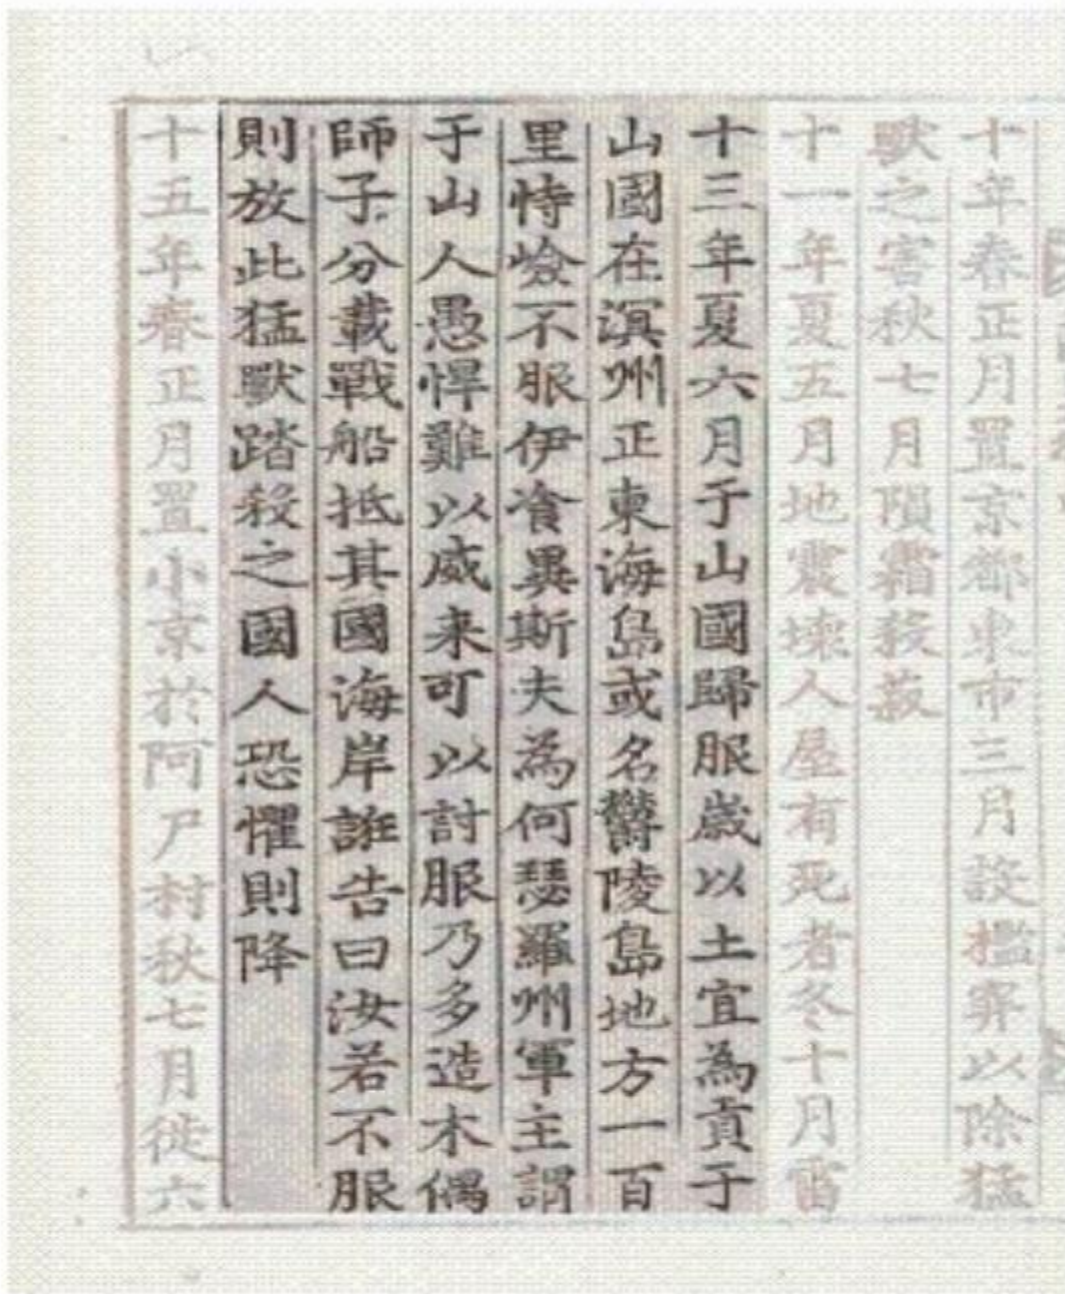 十年春正月置京都東市三月設檻穽以除猛
獸之害秋七月隕霜殺菽
十一年夏五月地震壞人屋有死者冬十月雷
十三年夏六月于山國歸服歲以土宜為貢于
山國在溟州正東海島或名欝陵島地方一百
里恃嶮不服伊飡異斯夫為何瑟羅州軍主謂
于山人愚悍難以威来可以討服乃多造木偶
師子分載戰船抵其國海岸誑告曰汝若不服
則放此猛獸踏殺之國人恐懼則降
十五年春正月置小京於阿尸村秋七月徙六